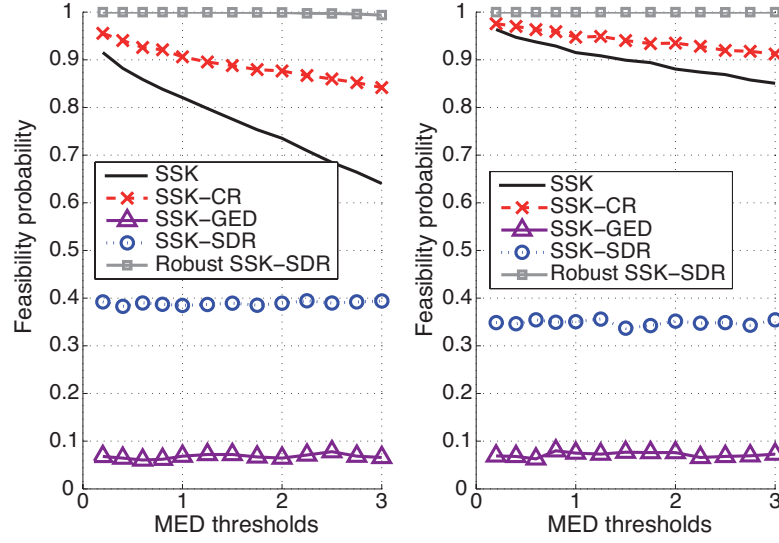 1
0.9
0.8
0.7
0.6
0.5
0.4
0.3
0.2
0.1
0
Feasibility probability
SSK
SSK-CR
SSK-GED
SSK-SDR
Robust SSK-SDR
0
1
2
3
MED thresholds
1
0.9
0.8
0.7
0.6
0.5
0.4
0.3
0.2
0.1
0
Feasibility probability
SSK
SSK-CR
SSK-GED
SSK-SDR
Robust SSK-SDR
0
1
2
3
MED thresholds